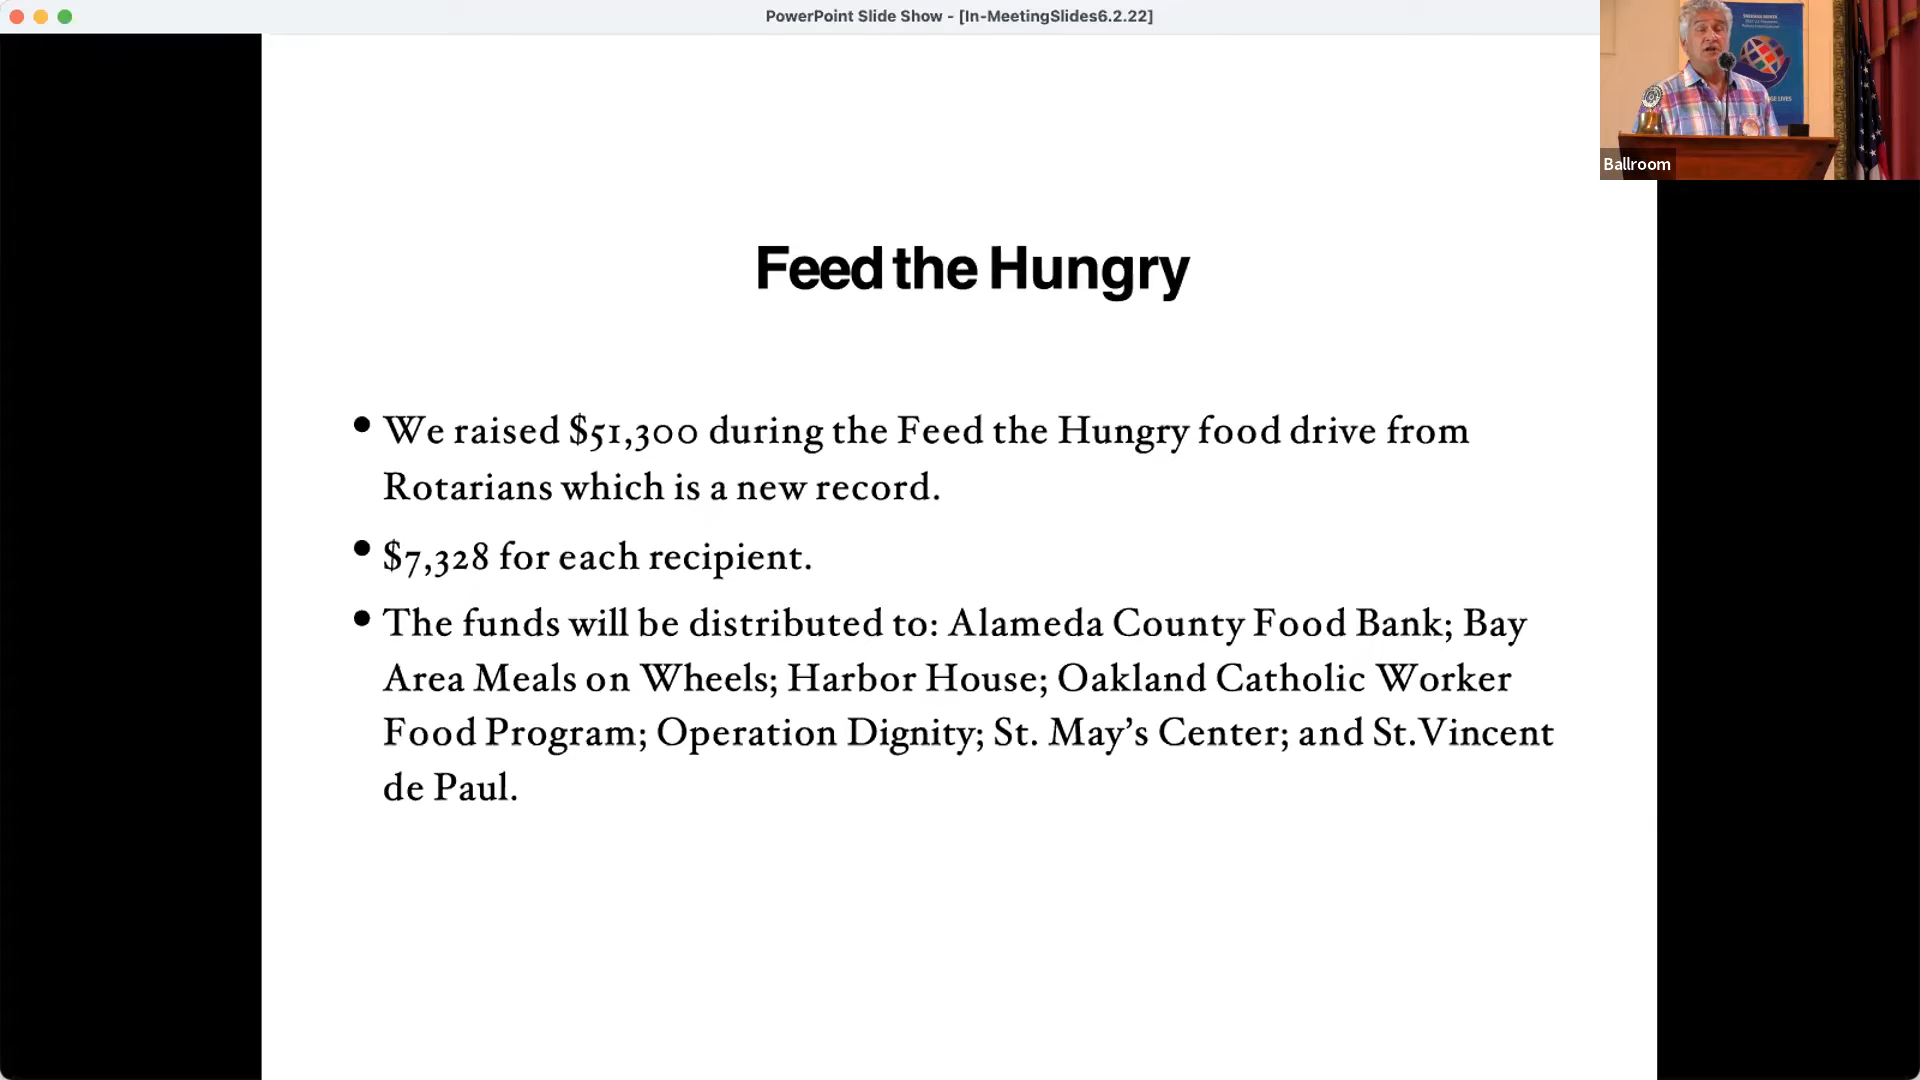 PowerPoint Slide Show - [In-MeetingSlides6.2.22]
Ballroom
Feed the Hungry
• We raised $51,300 during the Feed the Hungry food drive from
Rotarians which is a new record.
• $7,328 for each recipient.
• The funds will be distributed to: Alameda County Food Bank; Bay
Area Meals on Wheels; Harbor House; Oakland Catholic Worker
Food Program; Operation Dignity; St. May’s Center; and St.Vincent
de Paul.